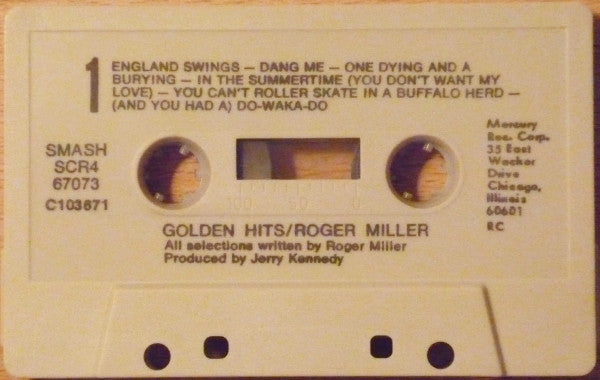 1
ENGLAND SWINGS — DANG ME — ONE DYING AND A
BURYING — IN THE SUMMERTIME (YOU DON'T WANT MY
LOVE) — YOU CAN'T ROLLER SKATE IN A BUFFALO HERD —
(AND YOU HAD A) DO-WAKA-DO
SMASH
SCR4
67073
C103671
Mercury
Rec. Corp.
35 East
Wacker
Drive
Chicago,
Illinois
60601
RC
GOLDEN HITS/ROGER MILLER
All selections written by Roger Miller
Produced by Jerry Kennedy